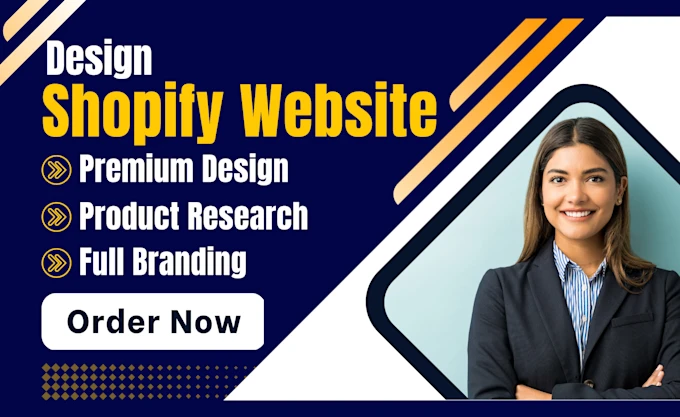 Design
Shopify Website
Premium Design
Product Research
Full Branding
Order Now